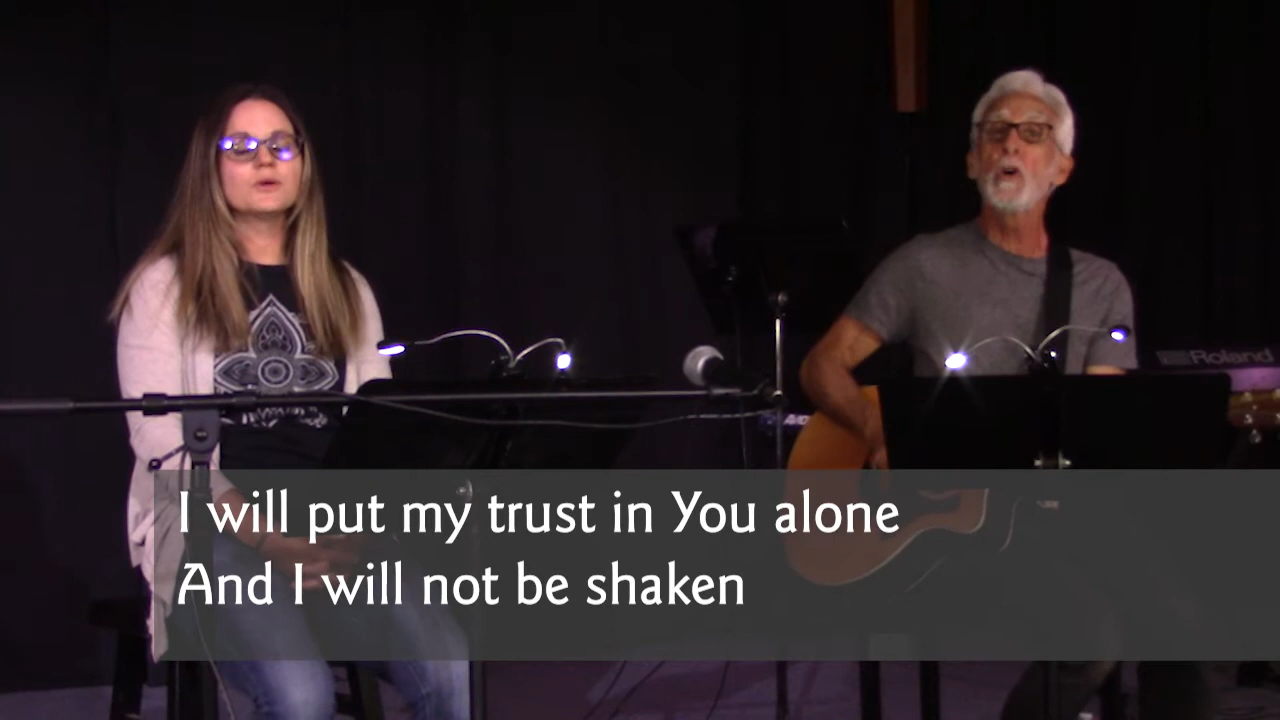 Roland
I will put my trust in You alone
And I will not be shaken